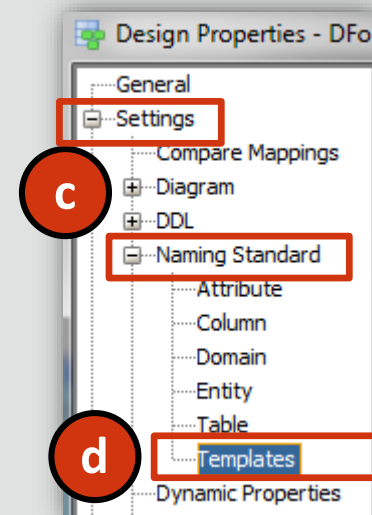 Design Properties - DFo
General
Settings
Compare Mappings
c
Diagram
DDL
Naming Standard
Attribute
Column
Domain
Entity
Table
d
Templates
Dynamic Properties